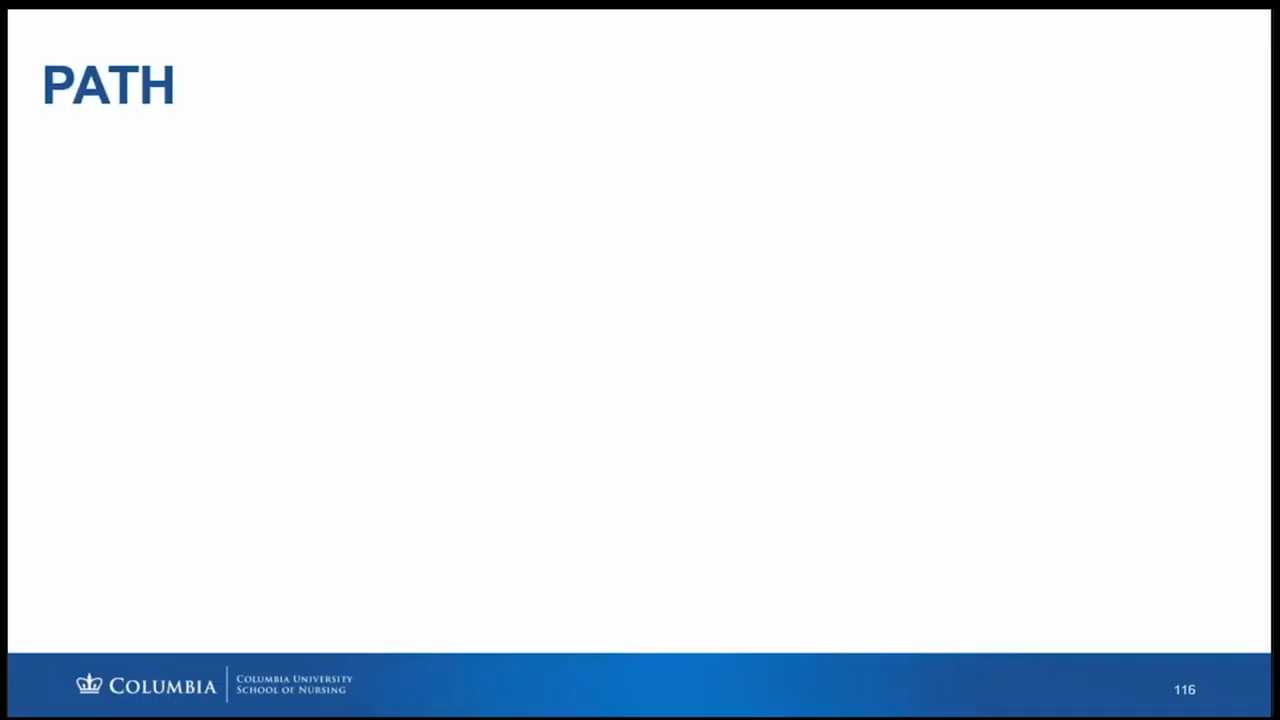 PATH
COLUMBIA
COLUMBIA UNIVERSITY
SCHOOL OF NURSING
116